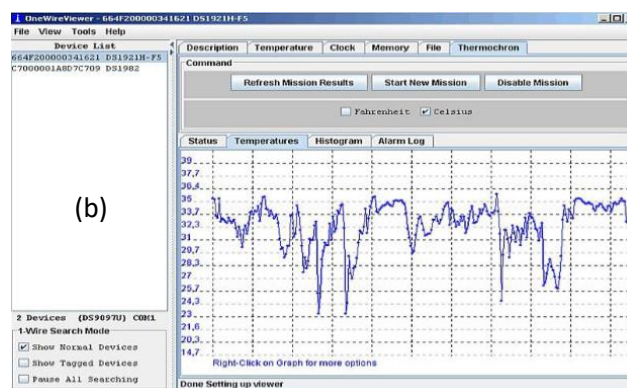 OneWireViewer - 664F200000341621 DS1921H-F5
File View Tools Help
Device List
664F200000341621 DS1921H-F5
C7000001A8D7C709 DS1982
(b)
2 Devices (DS9097U) COM1
1-Wire Search Mode
Show Normal Devices
Show Tagged Devices
Pause All Searching
Description Temperature Clock Memory File Thermochron
Command
Refresh Mission Results Start New Mission Disable Mission
Fahrenheit Celsius
Status Temperatures Histogram Alarm Log
39
37,7
36,4
35
33,7
32,3
31
29,7
28,3
27
25,7
24,3
23
21,6
20,3
14,7
Right-Click on Graph for more options
Done Setting up viewer